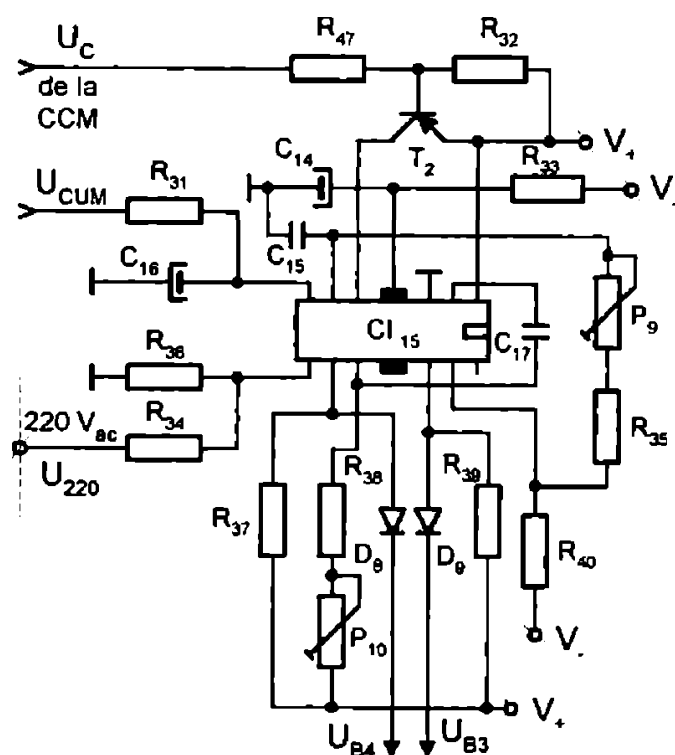 U_C
de la
CCM
R_47
R_32
T_2
V_+
C_14
R_33
V_-
U_CUM
R_31
C_15
C_16
P_9
CI_15
C_17
R_36
R_35
220 V_ac
R_34
U_220
R_37
R_38
R_39
D_8
D_9
R_40
V_-
P_10
V_+
U_B4
U_B3